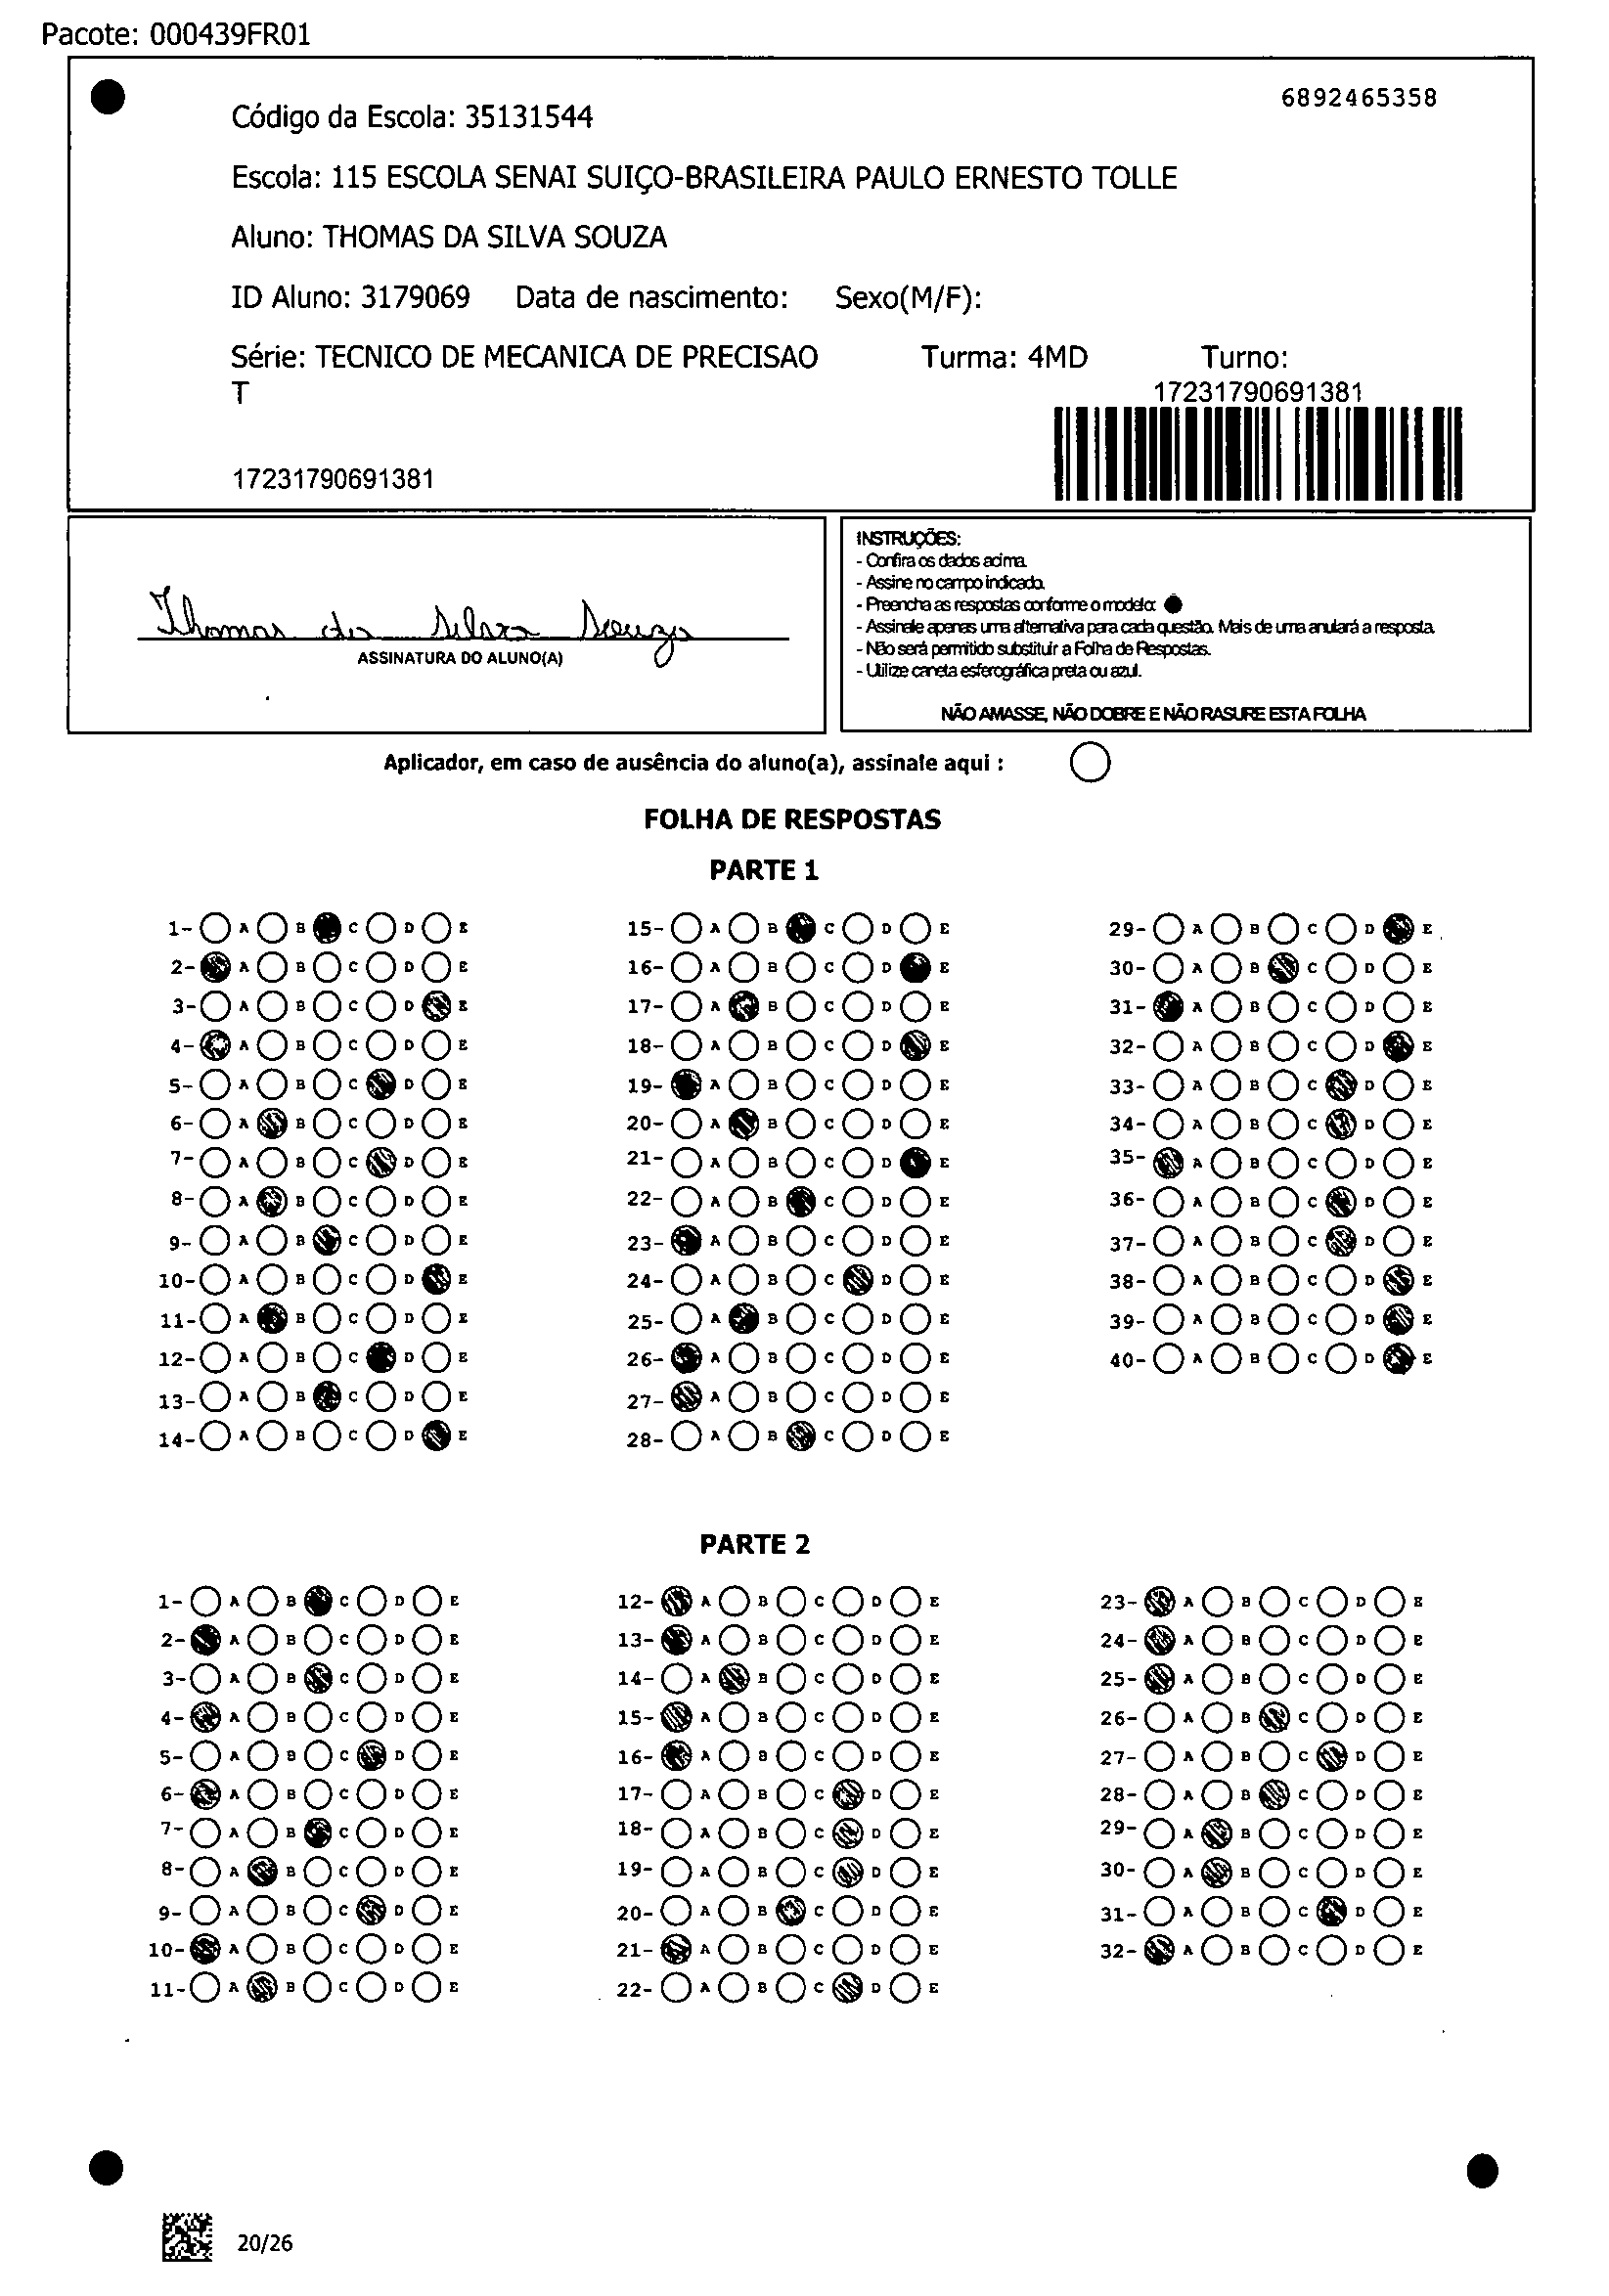 Pacote: 000439FR01
6892465358
Código da Escola: 35131544
Escola: 115 ESCOLA SENAI SUIÇO-BRASILEIRA PAULO ERNESTO TOLLE
Aluno: THOMAS DA SILVA SOUZA
ID Aluno: 3179069 Data de nascimento: Sexo(M/F):
Série: TECNICO DE MECANICA DE PRECISAO Turma: 4MD Turno:
T
17231790691381
17231790691381
Thomas da Silva Souza
ASSINATURA DO ALUNO(A)
INSTRUÇÕES:
- Confira os dados acima.
- Assine no campo indicado.
- Preencha as respostas conforme o modelo:
- Assinale apenas uma alternativa para cada questão. Mais de uma anulará a resposta.
- Não será permitido substituir a Folha de Respostas.
- Utilize caneta esferográfica preta ou azul.
NÃO AMASSE, NÃO DOBRE E NÃO RASURE ESTA FOLHA
Aplicador, em caso de ausência do aluno(a), assinale aqui :
FOLHA DE RESPOSTAS
PARTE 1
1- A B C D E 15- A B C D E 29- A B C D E
2- A B C D E 16- A B C D E 30- A B C D E
3- A B C D E 17- A B C D E 31- A B C D E
4- A B C D E 18- A B C D E 32- A B C D E
5- A B C D E 19- A B C D E 33- A B C D E
6- A B C D E 20- A B C D E 34- A B C D E
7- A B C D E 21- A B C D E 35- A B C D E
8- A B C D E 22- A B C D E 36- A B C D E
9- A B C D E 23- A B C D E 37- A B C D E
10- A B C D E 24- A B C D E 38- A B C D E
11- A B C D E 25- A B C D E 39- A B C D E
12- A B C D E 26- A B C D E 40- A B C D E
13- A B C D E 27- A B C D E
14- A B C D E 28- A B C D E
PARTE 2
1- A B C D E 12- A B C D E 23- A B C D E
2- A B C D E 13- A B C D E 24- A B C D E
3- A B C D E 14- A B C D E 25- A B C D E
4- A B C D E 15- A B C D E 26- A B C D E
5- A B C D E 16- A B C D E 27- A B C D E
6- A B C D E 17- A B C D E 28- A B C D E
7- A B C D E 18- A B C D E 29- A B C D E
8- A B C D E 19- A B C D E 30- A B C D E
9- A B C D E 20- A B C D E 31- A B C D E
10- A B C D E 21- A B C D E 32- A B C D E
11- A B C D E 22- A B C D E
20/26